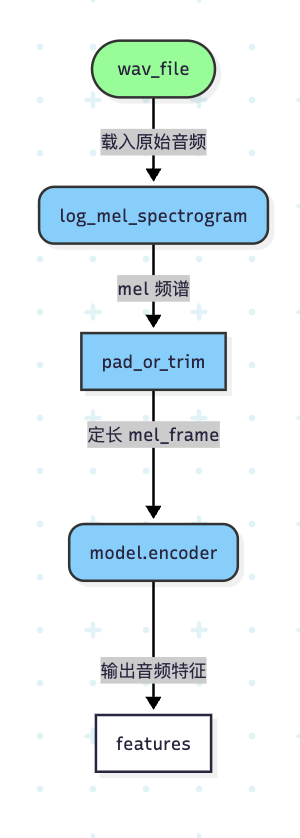 wav_file
载入原始音频
log_mel_spectrogram
mel 频谱
pad_or_trim
定长 mel_frame
model.encoder
输出音频特征
features